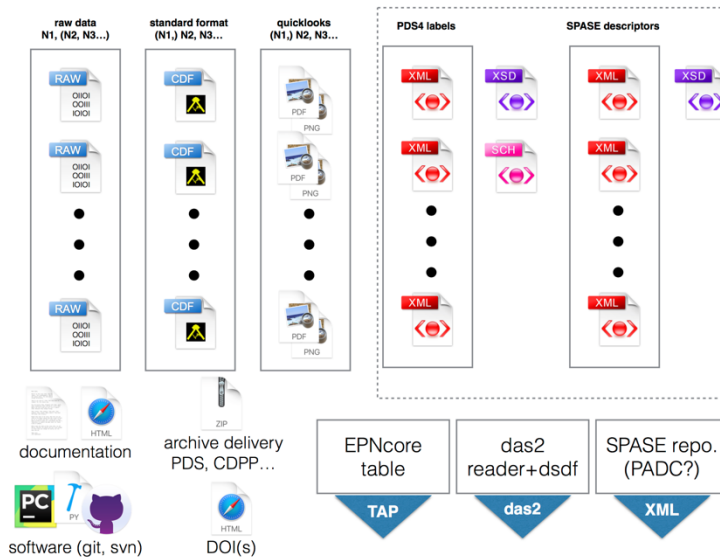 raw data
N1, (N2, N3...)
standard format
(N1,) N2, N3...
quicklooks
(N1,) N2, N3...
PDS4 labels
SPASE descriptors
RAW
OIIOI
OOIII
IOIOI
CDF
PDF
PNG
XML
XSD
XML
XSD
RAW
OIIOI
OOIII
IOIOI
CDF
PDF
PNG
XML
SCH
XML
RAW
OIIOI
OOIII
IOIOI
CDF
PDF
PNG
XML
XML
HTML
documentation
ZIP
archive delivery
PDS, CDPP...
PC
PY
software (git, svn)
HTML
DOI(s)
EPNcore
table
TAP
das2
reader+dsdf
das2
SPASE repo.
(PADC?)
XML